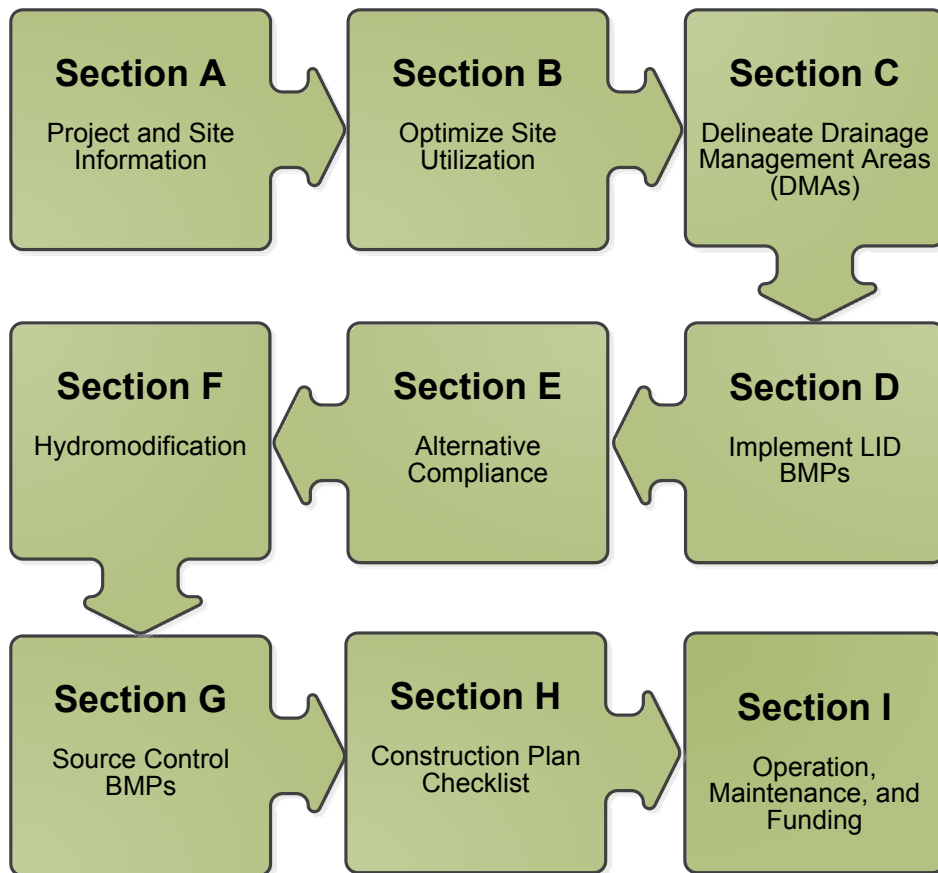 Section A
Project and Site
Information
Section B
Optimize Site
Utilization
Section C
Delineate Drainage
Management Areas
(DMAs)
Section D
Implement LID
BMPs
Section E
Alternative
Compliance
Section F
Hydromodification
Section G
Source Control
BMPs
Section H
Construction Plan
Checklist
Section I
Operation,
Maintenance, and
Funding